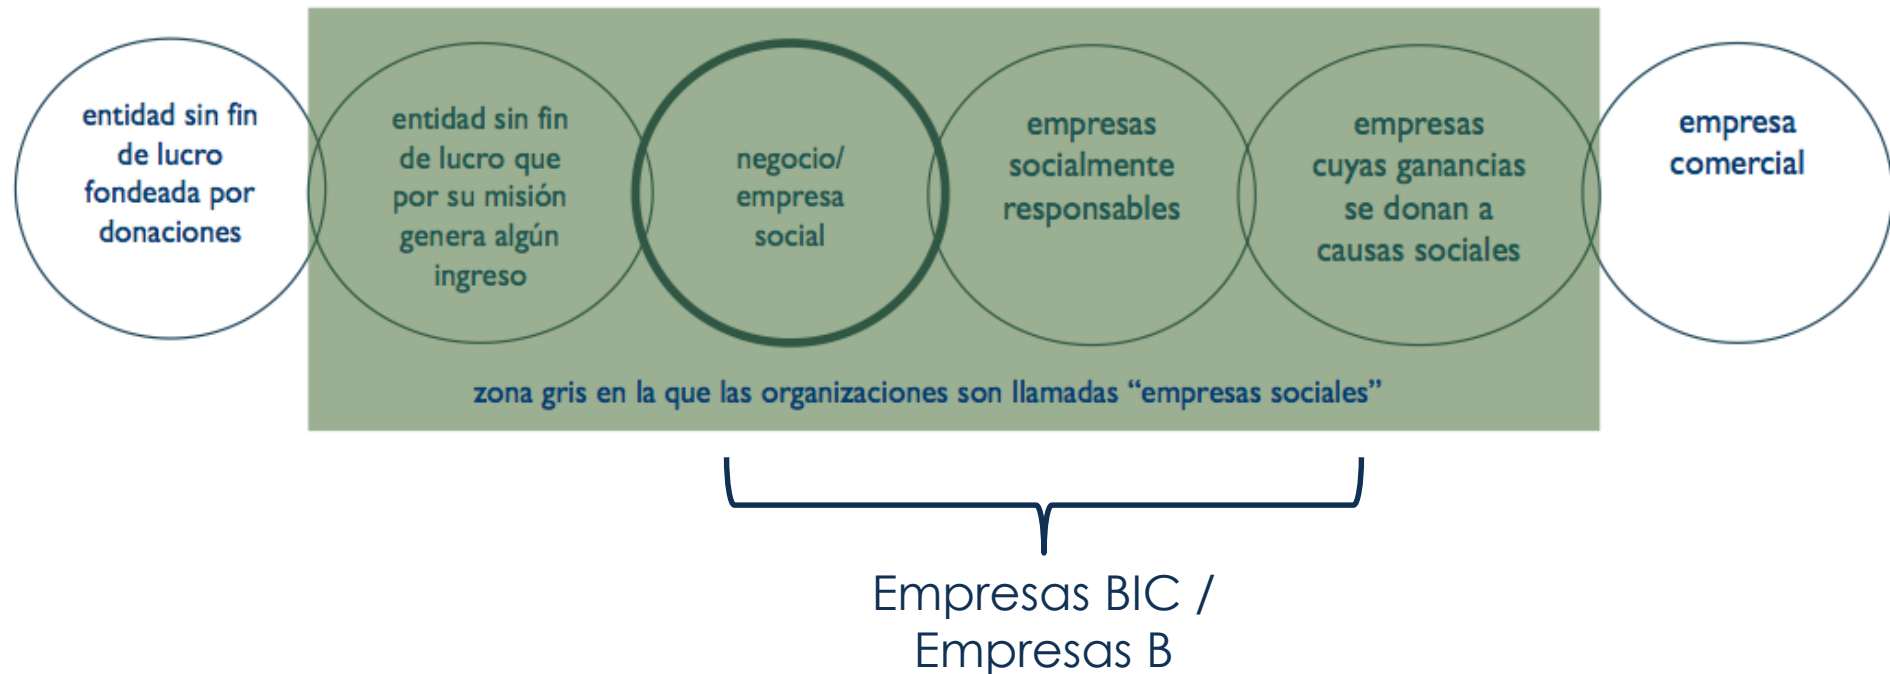 entidad sin fin
de lucro
fondeada por
donaciones
entidad sin fin
de lucro que
por su misión
genera algún
ingreso
negocio/
empresa
social
empresas
socialmente
responsables
empresas
cuyas ganancias
se donan a
causas sociales
empresa
comercial
zona gris en la que las organizaciones son llamadas “empresas sociales”
Empresas BIC /
Empresas B